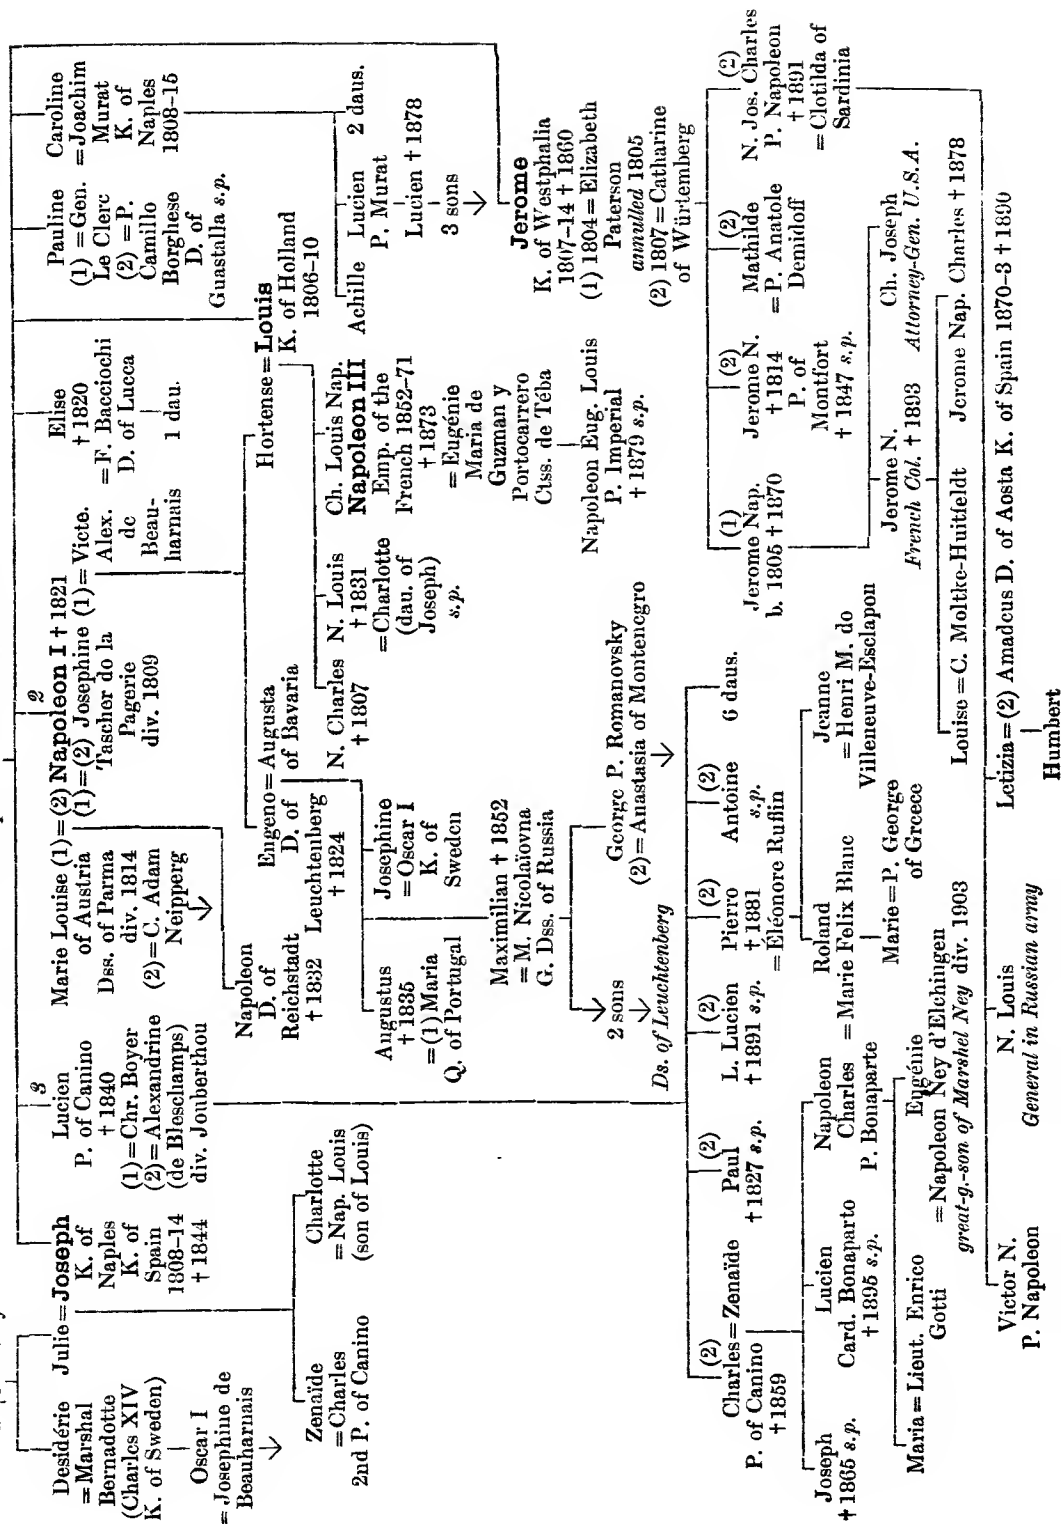 Desidérie
=Marshal
Bernadotte
(Charles XIV
K. of Sweden)
Oscar I
=Josephine de
Beauharnais
Julie=Joseph
K. of
Naples
K. of
Spain
1808-14
†1844
Zenaïde
=Charles
2nd P. of Canino
Charlotte
=Nap. Louis
(son of Louis)
3
Lucien
P. of Canino
†1840
(1)=Chr. Boyer
(2)=Alexandrine
(de Bleschamps)
div. Jouberthou
2
Marie Louise (1)=(2) Napoleon I †1821
of Austria
Dss. of Parma
div. 1814
(2)=C. Adam
Neipperg
(1)=(2) Josephine (1)=Victe.
Tascher de la
Pagerie
div. 1809
Alex.
de
Beau-
harnais
Napoleon
D. of
Reichstadt
†1832
Elise
†1820
=F. Bacciochi
D. of Lucca
1 dau.
Pauline
(1)=Gen.
Le Clerc
(2)=P.
Camillo
Borghese
D. of
Guastalla s.p.
Caroline
=Joachim
Murat
K. of
Naples
1808-15
Eugeno=Augusta
D. of
Leuchtenberg
†1824
of Bavaria
Hortense=Louis
K. of Holland
1806-10
Achille
Lucien
P. Murat
2 daus.
Lucien †1878
3 sons
Augustus
†1835
=(1) Maria
Q. of Portugal
Josephine
=Oscar I
K. of
Sweden
Maximilian †1852
=M. Nicolaïovna
G. Dss. of Russia
2 sons
Ds. of Leuchtenberg
George P. Romanovsky
(2)=Anastasia of Montenegro
N. Charles
†1807
N. Louis
†1831
=Charlotte
(dau. of
Joseph)
s.p.
Ch. Louis Nap.
Napoleon III
Emp. of the
French 1852-71
†1873
=Eugénie
Maria de
Guzman y
Portocarrero
Ctss. de Téba
Napoleon Eug. Louis
P. Imperial
†1879 s.p.
Jerome
K. of Westphalia
1807-14 †1860
(1) 1804=Elizabeth
Paterson
annulled 1805
(2) 1807=Catharine
of Würtemberg
(2)
Charles=Zenaïde
P. of Canino
†1859
(2)
Paul
†1827 s.p.
(2)
L. Lucien
†1891 s.p.
(2)
Pierro
†1881
=Éléonore Ruflin
(2)
Antoine
s.p.
6 daus.
(1)
Jerome Nap.
b. 1805 †1870
(2)
Jerome N.
†1814
P. of
Montfort
†1847 s.p.
(2)
Mathilde
=P. Anatole
Demidoff
(2)
N. Jos. Charles
P. Napoleon
†1891
=Clotilda of
Sardinia
Joseph
†1865 s.p.
Lucien
Card. Bonaparto
†1895 s.p.
Napoleon
Charles
P. Bonaparte
Roland
=Marie Felix Blanc
Jeanne
=Henri M. do
Villeneuve-Esclapon
Marie=P. George
of Greece
Jerome N.
French Col. †1893
Ch. Joseph
Attorney-Gen. U.S.A.
Maria=Lieut. Enrico
Gotti
Eugénie
=Napoleon Ney d'Elchingen
great-g.-son of Marshel Ney div. 1903
Louise=C. Moltke-Huitfeldt
Jerome Nap. Charles †1878
Victor N.
P. Napoleon
N. Louis
General in Russian army
Letizia=(2) Amadeus D. of Aosta K. of Spain 1870-3 †1890
Humbert